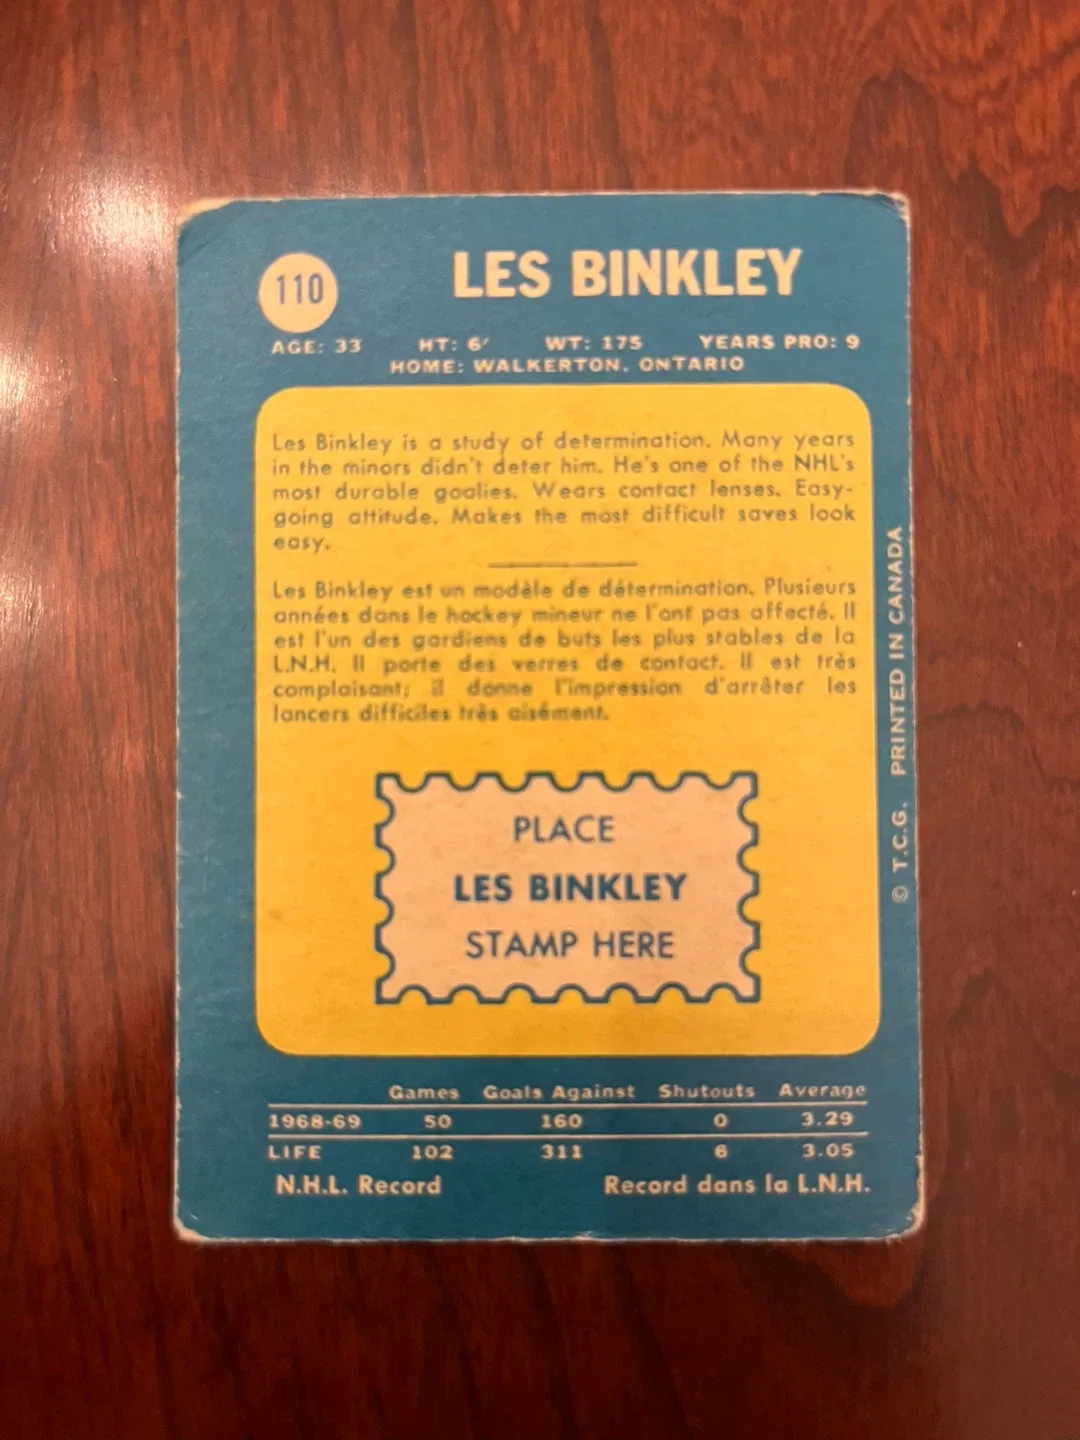 110
LES BINKLEY
AGE: 33 HT: 6' WT: 175 YEARS PRO: 9
HOME: WALKERTON, ONTARIO
Les Binkley is a study of determination. Many years
in the minors didn't deter him. He's one of the NHL's
most durable goalies. Wears contact lenses. Easy-
going attitude. Makes the most difficult saves look
easy.
Les Binkley est un modèle de détermination. Plusieurs
années dans le hockey mineur ne l'ont pas affecté. Il
est l'un des gardiens de buts les plus stables de la
L.N.H. Il porte des verres de contact. Il est très
complaisant; il donne l'impression d'arrêter les
lancers difficiles très aisément.
PLACE
LES BINKLEY
STAMP HERE
© T.C.G. PRINTED IN CANADA
Games Goals Against Shutouts Average
1968-69 50 160 0 3.29
LIFE 102 311 6 3.05
N.H.L. Record Record dans la L.N.H.